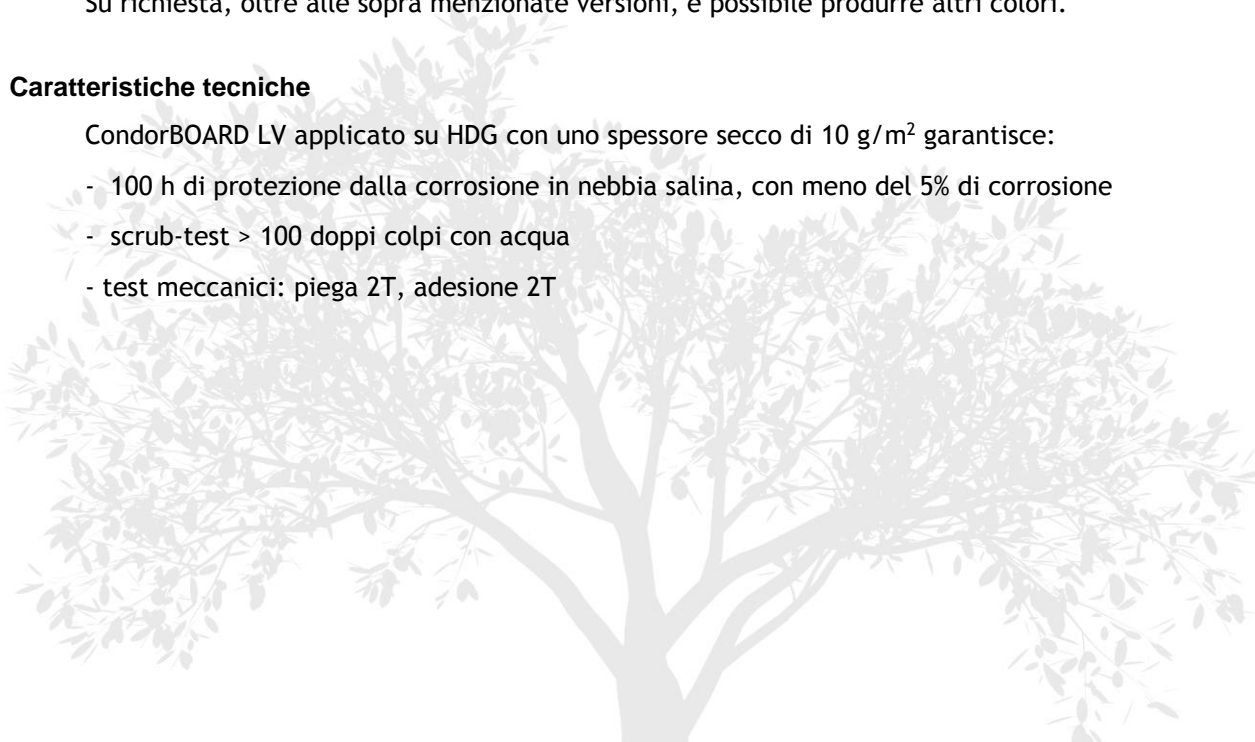 Su richiesta, oltre alle sopra menzionate versioni, è possibile produrre altri colori.
Caratteristiche tecniche
CondorBOARD LV applicato su HDG con uno spessore secco di 10 g/m² garantisce:
- 100 h di protezione dalla corrosione in nebbia salina, con meno del 5% di corrosione
- scrub-test > 100 doppi colpi con acqua
- test meccanici: piega 2T, adesione 2T